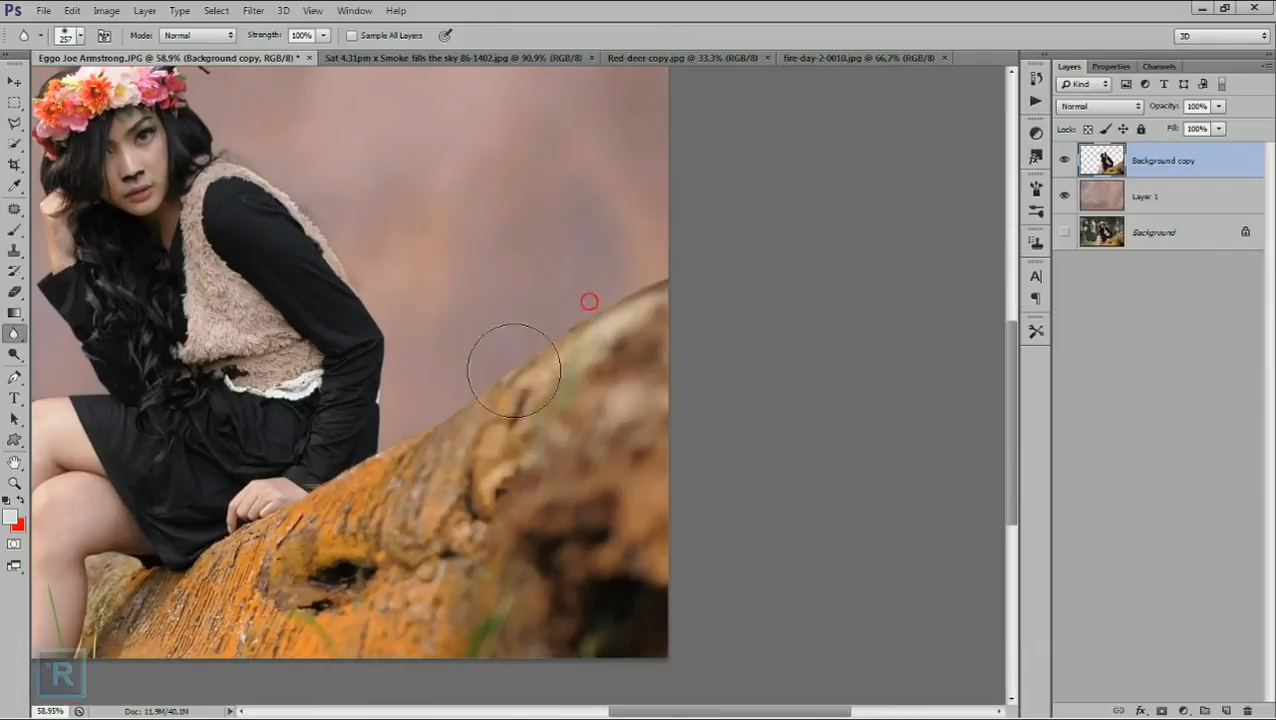 Ps File Edit Image Layer Type Select Filter 3D View Window Help
257 Mode: Normal Strength: 100% Sample All Layers 3D
Eggo Joe Armstrong.JPG @ 58,9% (Background copy, RGB/8) * × Sat 4.31pm x Smoke fills the sky 86-1402.jpg @ 90,9% (RGB/8) × Red-deer-copy.jpg @ 33,3% (RGB/8) × fire-day-2-0010.jpg @ 66,7% (RGB/8) ×
Layers Properties Channels
Kind
Normal Opacity: 100%
Lock: Fill: 100%
Background copy
Layer 1
Background
R
58,95% Doc: 11,9M/40,1M